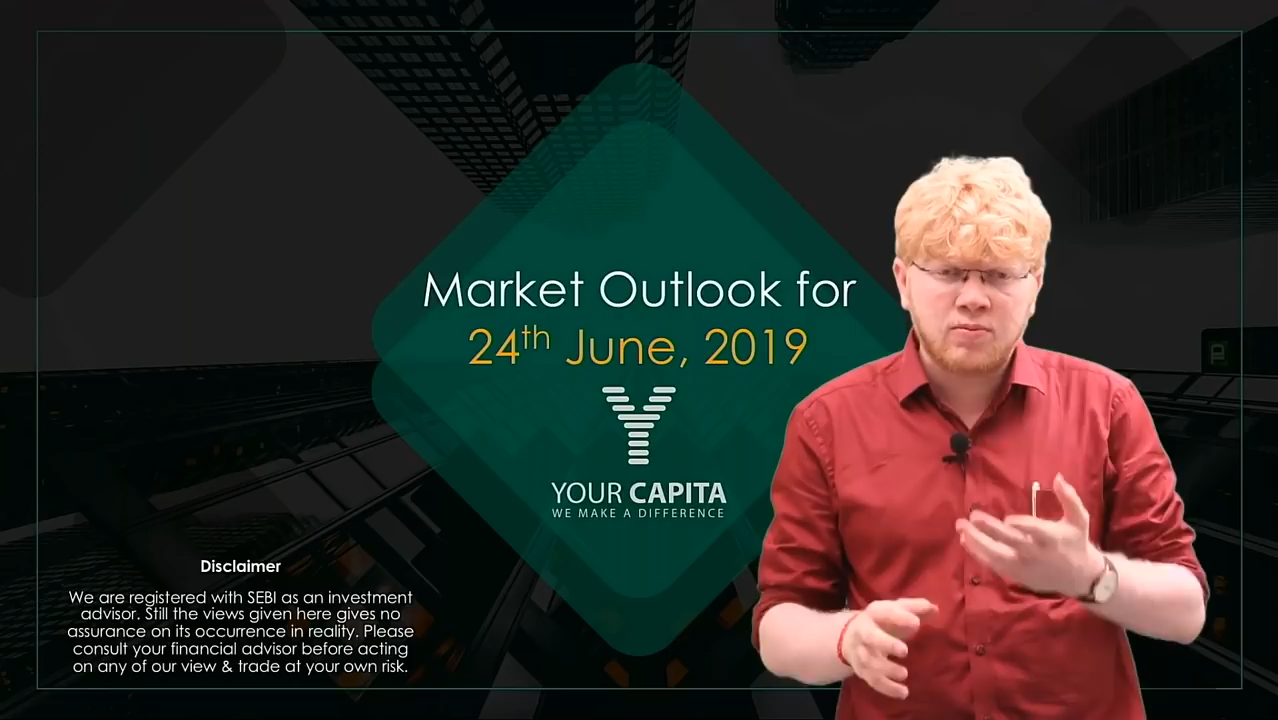 Market Outlook for
24th June, 2019
YOUR CAPITA
WE MAKE A DIFFERENCE
Disclaimer
We are registered with SEBI as an investment
advisor. Still the views given here gives no
assurance on its occurrence in reality. Please
consult your financial advisor before acting
on any of our view & trade at your own risk.